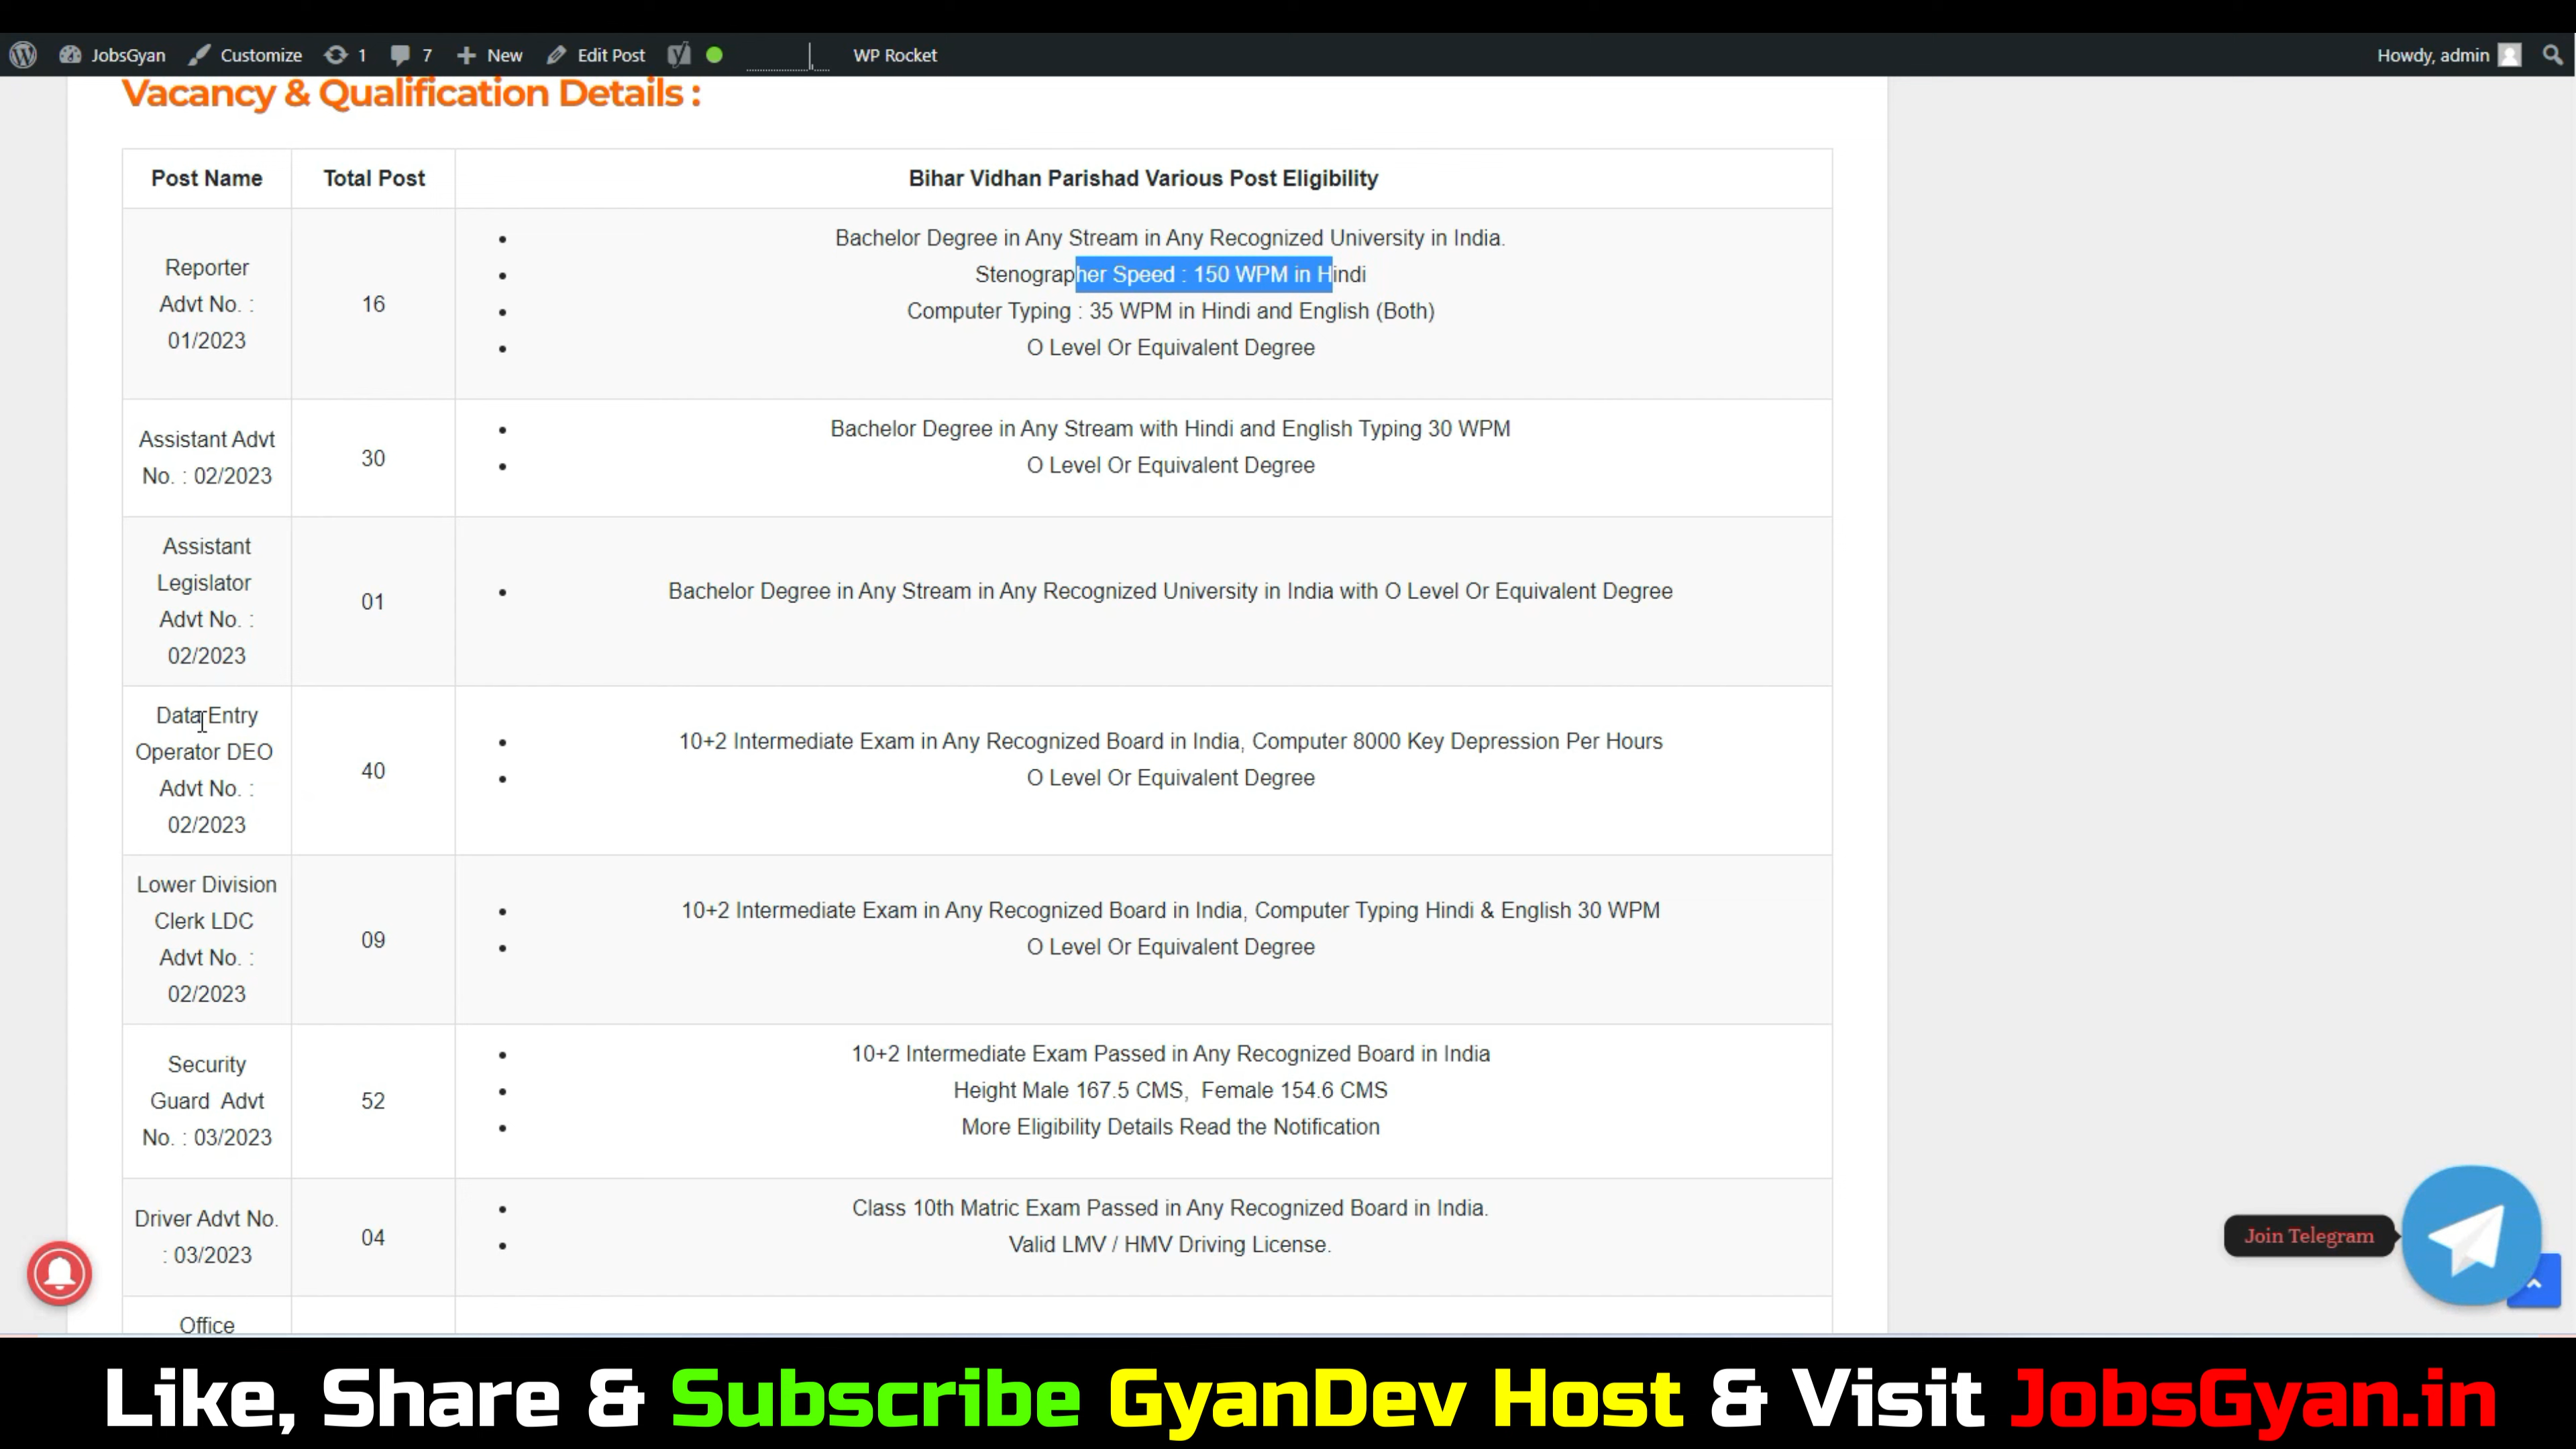 JobsGyan Customize 1 7 New Edit Post WP Rocket Howdy, admin
Vacancy & Qualification Details :
Post Name Total Post Bihar Vidhan Parishad Various Post Eligibility
Reporter
Advt No. :
01/2023
16
Bachelor Degree in Any Stream in Any Recognized University in India.
Stenographer Speed : 150 WPM in Hindi
Computer Typing : 35 WPM in Hindi and English (Both)
O Level Or Equivalent Degree
Assistant Advt
No. : 02/2023
30
Bachelor Degree in Any Stream with Hindi and English Typing 30 WPM
O Level Or Equivalent Degree
Assistant
Legislator
Advt No. :
02/2023
01
Bachelor Degree in Any Stream in Any Recognized University in India with O Level Or Equivalent Degree
Data Entry
Operator DEO
Advt No. :
02/2023
40
10+2 Intermediate Exam in Any Recognized Board in India, Computer 8000 Key Depression Per Hours
O Level Or Equivalent Degree
Lower Division
Clerk LDC
Advt No. :
02/2023
09
10+2 Intermediate Exam in Any Recognized Board in India, Computer Typing Hindi & English 30 WPM
O Level Or Equivalent Degree
Security
Guard Advt
No. : 03/2023
52
10+2 Intermediate Exam Passed in Any Recognized Board in India
Height Male 167.5 CMS, Female 154.6 CMS
More Eligibility Details Read the Notification
Driver Advt No.
: 03/2023
04
Class 10th Matric Exam Passed in Any Recognized Board in India.
Valid LMV / HMV Driving License.
Office
Join Telegram
Like, Share & Subscribe GyanDev Host & Visit JobsGyan.in